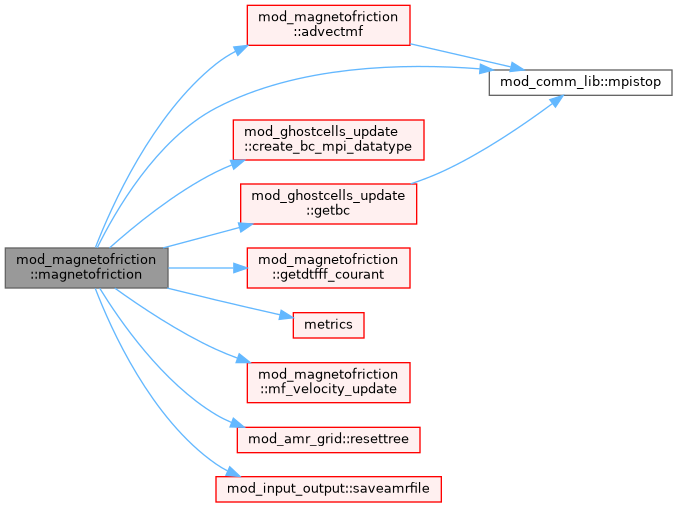 mod_magnetofriction
::magnetofriction
mod_magnetofriction
::advectmf
mod_comm_lib::mpistop
mod_ghostcells_update
::create_bc_mpi_datatype
mod_ghostcells_update
::getbc
mod_magnetofriction
::getdtfff_courant
metrics
mod_magnetofriction
::mf_velocity_update
mod_amr_grid::resettree
mod_input_output::saveamrfile